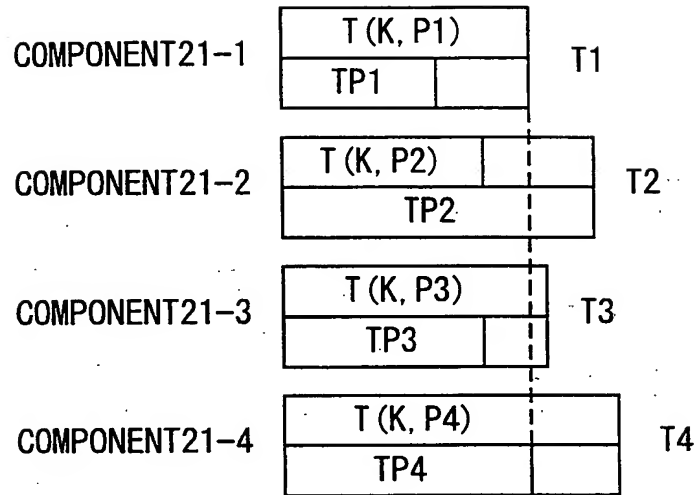 COMPONENT21-1
T(K, P1)
TP1
T1
COMPONENT21-2
T(K, P2)
TP2
T2
COMPONENT21-3
T(K, P3)
TP3
T3
COMPONENT21-4
T(K, P4)
TP4
T4